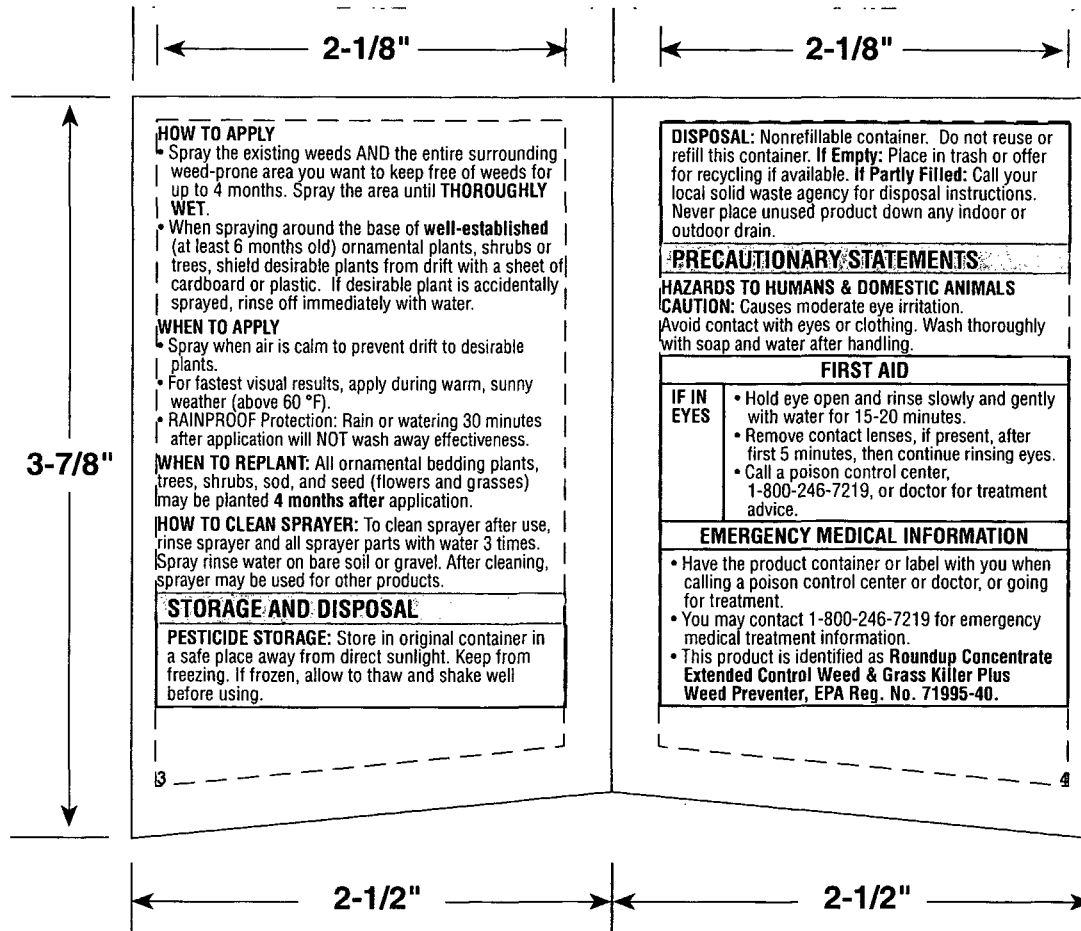 2-1/8"
2-1/8"
3-7/8"
HOW TO APPLY
• Spray the existing weeds AND the entire surrounding
weed-prone area you want to keep free of weeds for
up to 4 months. Spray the area until THOROUGHLY
WET.
• When spraying around the base of well-established
(at least 6 months old) ornamental plants, shrubs or
trees, shield desirable plants from drift with a sheet of
cardboard or plastic. If desirable plant is accidentally
sprayed, rinse off immediately with water.
WHEN TO APPLY
• Spray when air is calm to prevent drift to desirable
plants.
• For fastest visual results, apply during warm, sunny
weather (above 60 °F).
• RAINPROOF Protection: Rain or watering 30 minutes
after application will NOT wash away effectiveness.
WHEN TO REPLANT: All ornamental bedding plants,
trees, shrubs, sod, and seed (flowers and grasses)
may be planted 4 months after application.
HOW TO CLEAN SPRAYER: To clean sprayer after use,
rinse sprayer and all sprayer parts with water 3 times.
Spray rinse water on bare soil or gravel. After cleaning,
sprayer may be used for other products.
STORAGE AND DISPOSAL
PESTICIDE STORAGE: Store in original container in
a safe place away from direct sunlight. Keep from
freezing. If frozen, allow to thaw and shake well
before using.
3
DISPOSAL: Nonrefillable container. Do not reuse or
refill this container. If Empty: Place in trash or offer
for recycling if available. If Partly Filled: Call your
local solid waste agency for disposal instructions.
Never place unused product down any indoor or
outdoor drain.
PRECAUTIONARY STATEMENTS
HAZARDS TO HUMANS & DOMESTIC ANIMALS
CAUTION: Causes moderate eye irritation.
Avoid contact with eyes or clothing. Wash thoroughly
with soap and water after handling.
FIRST AID
IF IN
EYES
• Hold eye open and rinse slowly and gently
with water for 15-20 minutes.
• Remove contact lenses, if present, after
first 5 minutes, then continue rinsing eyes.
• Call a poison control center,
1-800-246-7219, or doctor for treatment
advice.
EMERGENCY MEDICAL INFORMATION
• Have the product container or label with you when
calling a poison control center or doctor, or going
for treatment.
• You may contact 1-800-246-7219 for emergency
medical treatment information.
• This product is identified as Roundup Concentrate
Extended Control Weed & Grass Killer Plus
Weed Preventer, EPA Reg. No. 71995-40.
4
2-1/2"
2-1/2"